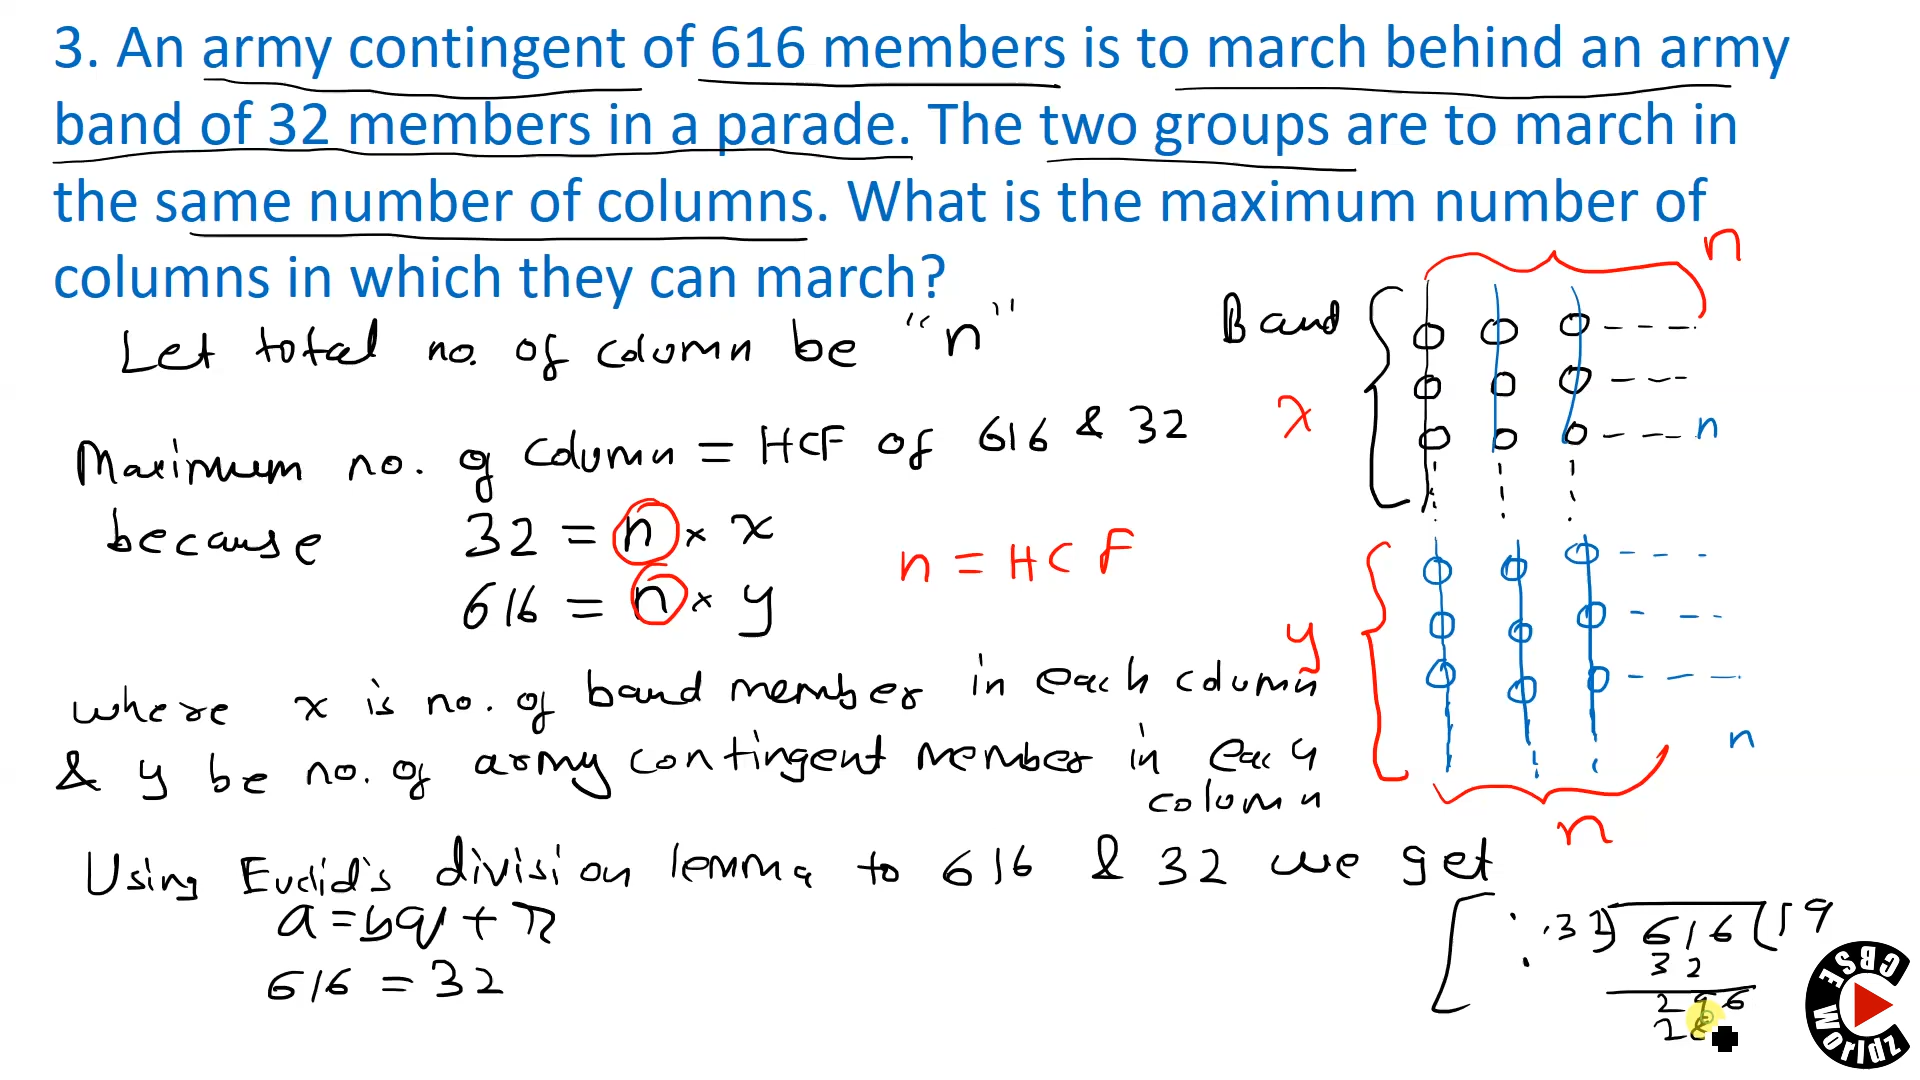 3. An army contingent of 616 members is to march behind an army
band of 32 members in a parade. The two groups are to march in
the same number of columns. What is the maximum number of
columns in which they can march?
Let total no. of column be "n"
Maximum no. of column = HCF of 616 & 32
because 32 = n × x
616 = n × y
n = HCF
where x is no. of band member in each column
& y be no. of army contingent member in each
column
Using Euclid's division lemma to 616 & 32 we get
a = bq + r
616 = 32
n
Band
x
n
y
n
n
∵ 32) 616 (19
32
296
28
CBSE Worldz